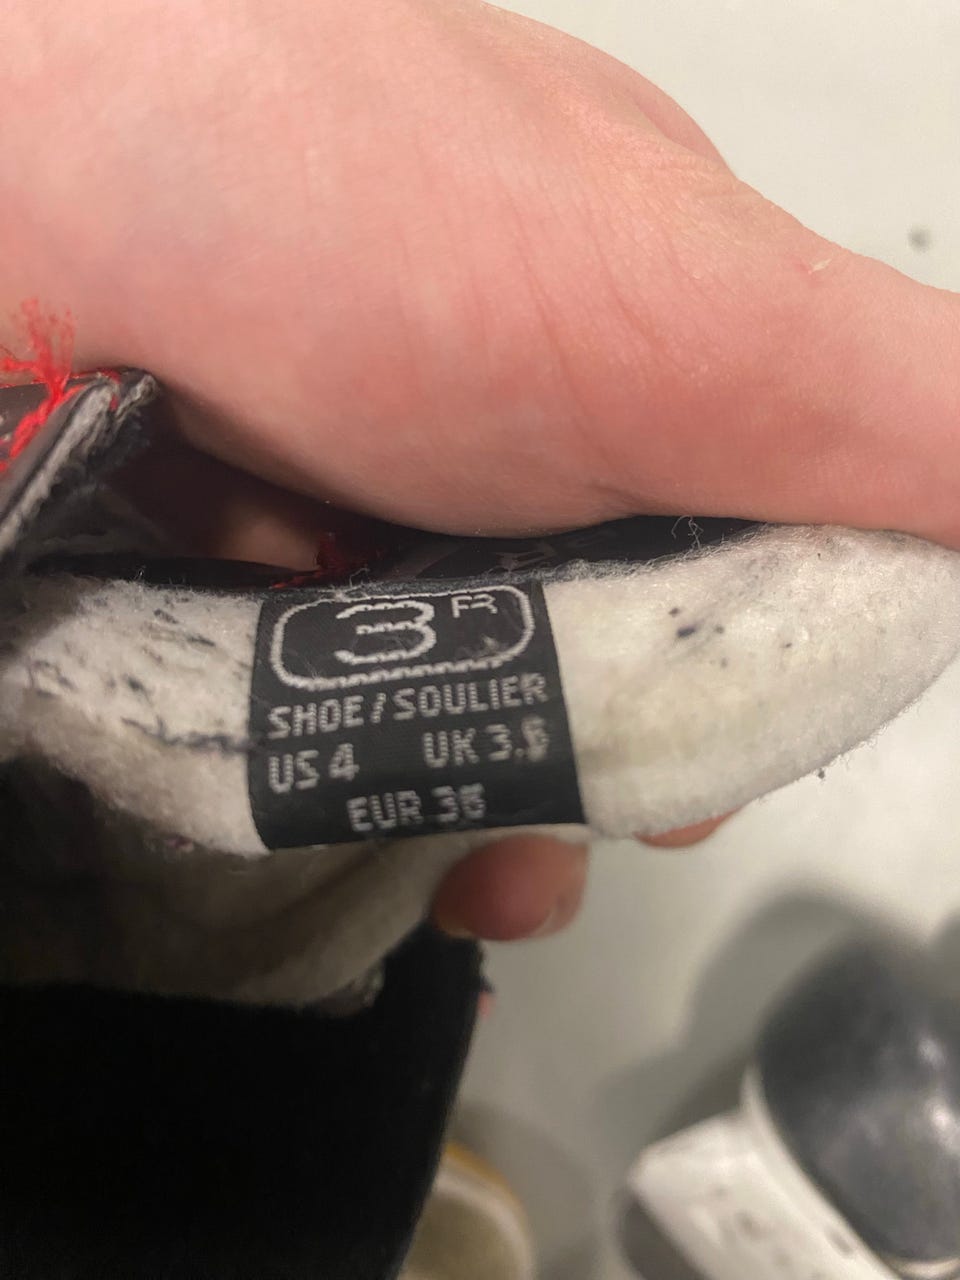 3 FR
SHOE/SOULIER
US 4 UK 3.5
EUR 36